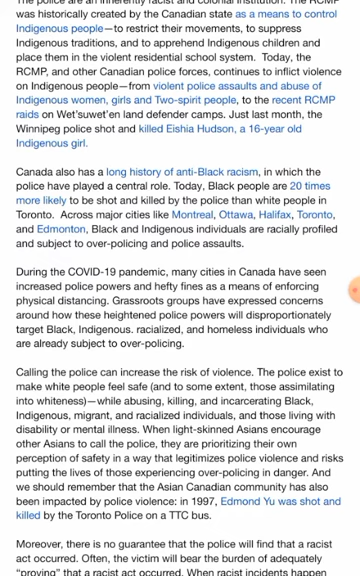 The police are an inherently racist and colonial institution. The RCMP
was historically created by the Canadian state as a means to control
Indigenous people—to restrict their movements, to suppress
Indigenous traditions, and to apprehend Indigenous children and
place them in the violent residential school system.  Today, the
RCMP, and other Canadian police forces, continues to inflict violence
on Indigenous people—from violent police assaults and abuse of
Indigenous women, girls and Two-spirit people, to the recent RCMP
raids on Wet'suwet'en land defender camps. Just last month, the
Winnipeg police shot and killed Eishia Hudson, a 16-year old
Indigenous girl.
Canada also has a long history of anti-Black racism, in which the
police have played a central role. Today, Black people are 20 times
more likely to be shot and killed by the police than white people in
Toronto.  Across major cities like Montreal, Ottawa, Halifax, Toronto,
and Edmonton, Black and Indigenous individuals are racially profiled
and subject to over-policing and police assaults.
During the COVID-19 pandemic, many cities in Canada have seen
increased police powers and hefty fines as a means of enforcing
physical distancing. Grassroots groups have expressed concerns
around how these heightened police powers will disproportionately
target Black, Indigenous. racialized, and homeless individuals who
are already subject to over-policing.
Calling the police can increase the risk of violence. The police exist to
make white people feel safe (and to some extent, those assimilating
into whiteness)—while abusing, killing, and incarcerating Black,
Indigenous, migrant, and racialized individuals, and those living with
disability or mental illness. When light-skinned Asians encourage
other Asians to call the police, they are prioritizing their own
perception of safety in a way that legitimizes police violence and risks
putting the lives of those experiencing over-policing in danger. And
we should remember that the Asian Canadian community has also
been impacted by police violence: in 1997, Edmond Yu was shot and
killed by the Toronto Police on a TTC bus.
Moreover, there is no guarantee that the police will find that a racist
act occurred. Often, the victim will bear the burden of adequately
"proving" that a racist act occurred. When racist incidents happen